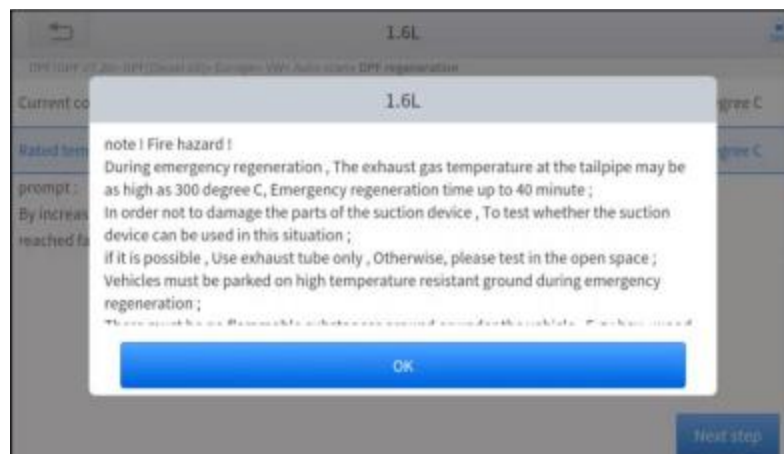 1.6L
DPF regeneration
Current co
gree C
1.6L
Rated tem
gree C
note ! Fire hazard !
During emergency regeneration , The exhaust gas temperature at the tailpipe may be
as high as 300 degree C, Emergency regeneration time up to 40 minute ;
In order not to damage the parts of the suction device , To test whether the suction
device can be used in this situation ;
if it is possible , Use exhaust tube only , Otherwise, please test in the open space ;
Vehicles must be parked on high temperature resistant ground during emergency
regeneration ;
prompt :
By increas
reached fa
OK
Next step